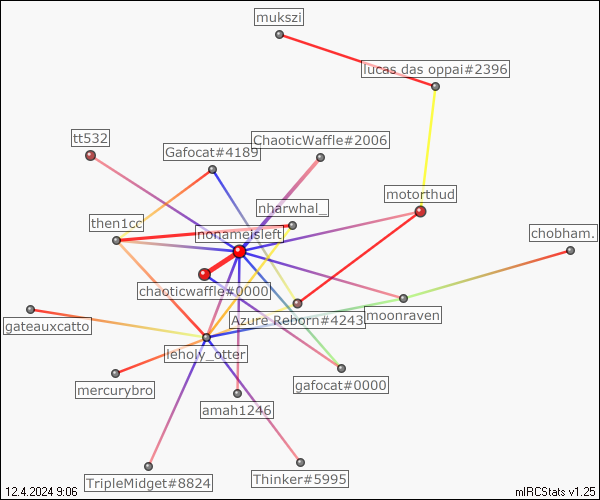 mukszi
lucas das oppai#2396
tt532
ChaoticWaffle#2006
Gafocat#4189
motorthud
nharwhal_
then1cc
nonameisleft
chobham.
chaoticwaffle#0000
moonraven
Azure Reborn#4243
gateauxcatto
leholy_otter
gafocat#0000
mercurybro
amah1246
Thinker#5995
TripleMidget#8824
12.4.2024 9:06
mIRCStats v1.25